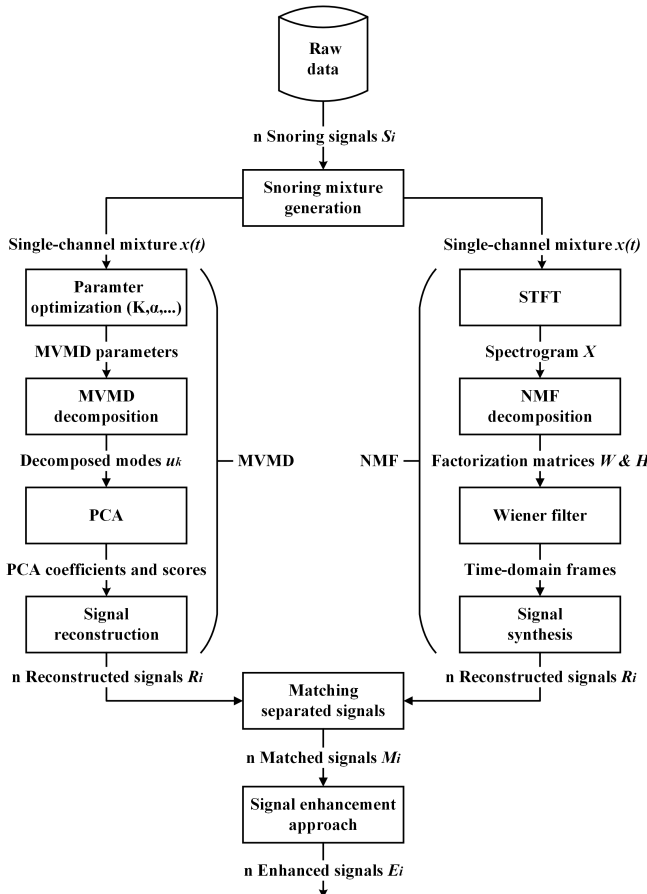 Raw
data
n Snoring signals Si
Snoring mixture
generation
Single-channel mixture x(t)
Paramter
optimization (K,α,...)
MVMD parameters
MVMD
decomposition
Decomposed modes uk
PCA
PCA coefficients and scores
Signal
reconstruction
n Reconstructed signals Ri
MVMD
Single-channel mixture x(t)
STFT
Spectrogram X
NMF
decomposition
Factorization matrices W & H
Wiener filter
Time-domain frames
Signal
synthesis
n Reconstructed signals Ri
NMF
Matching
separated signals
n Matched signals Mi
Signal enhancement
approach
n Enhanced signals Ei